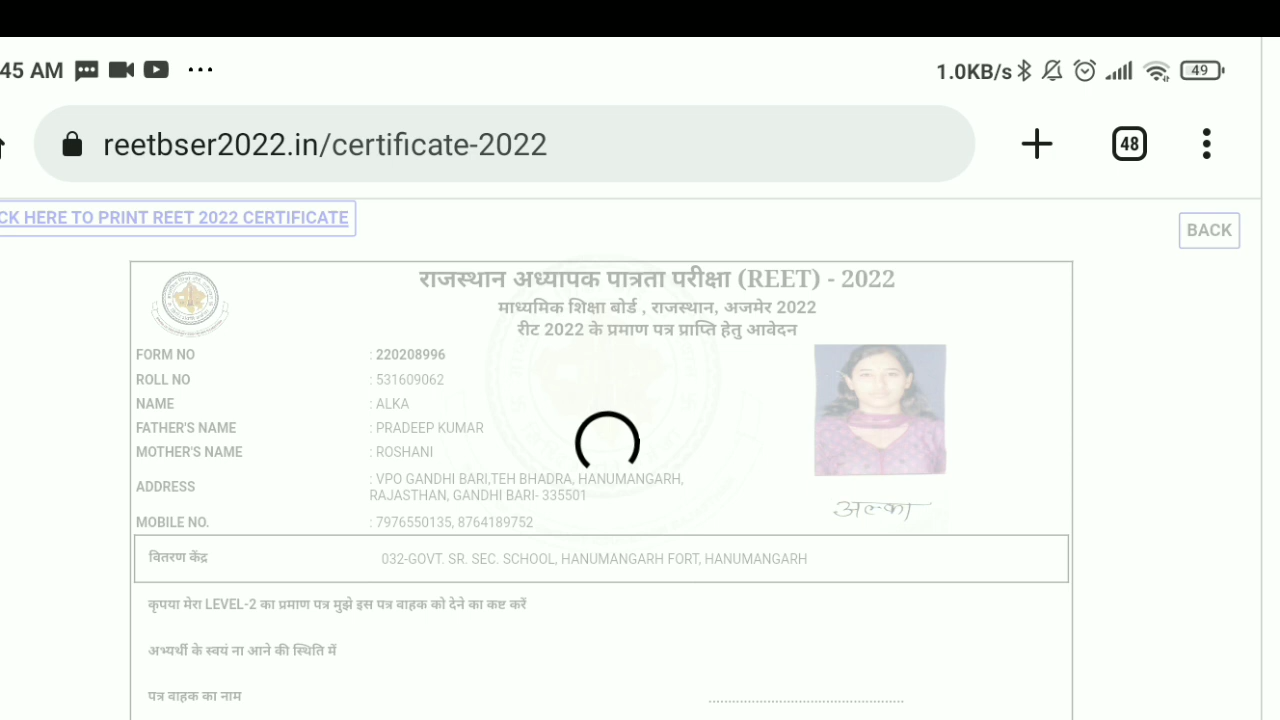 45 AM ... 1.0KB/s 49
reetbser2022.in/certificate-2022 48
CK HERE TO PRINT REET 2022 CERTIFICATE
BACK
राजस्थान अध्यापक पात्रता परीक्षा (REET) - 2022
माध्यमिक शिक्षा बोर्ड , राजस्थान, अजमेर 2022
रीट 2022 के प्रमाण पत्र प्राप्ति हेतु आवेदन
FORM NO : 220208996
ROLL NO : 531609062
NAME : ALKA
FATHER'S NAME : PRADEEP KUMAR
MOTHER'S NAME : ROSHANI
ADDRESS : VPO GANDHI BARI,TEH BHADRA, HANUMANGARH,
RAJASTHAN, GANDHI BARI- 335501
अल्का
MOBILE NO. : 7976550135, 8764189752
वितरण केंद्र 032-GOVT. SR. SEC. SCHOOL, HANUMANGARH FORT, HANUMANGARH
कृपया मेरा LEVEL-2 का प्रमाण पत्र मुझे इस पत्र वाहक को देने का कष्ट करें
अभ्यर्थी के स्वयं ना आने की स्थिति में
पत्र वाहक का नाम ................................................